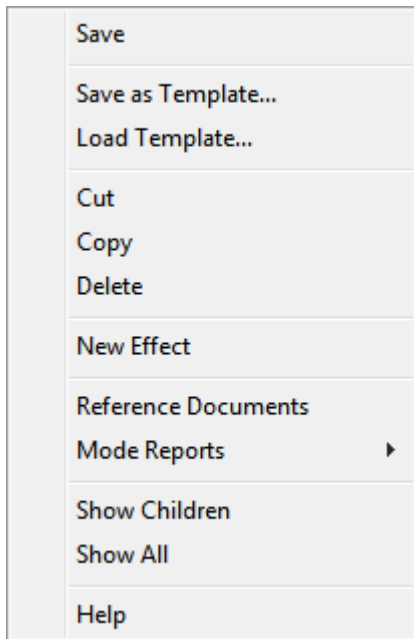 Save
Save as Template...
Load Template...
Cut
Copy
Delete
New Effect
Reference Documents
Mode Reports
Show Children
Show All
Help